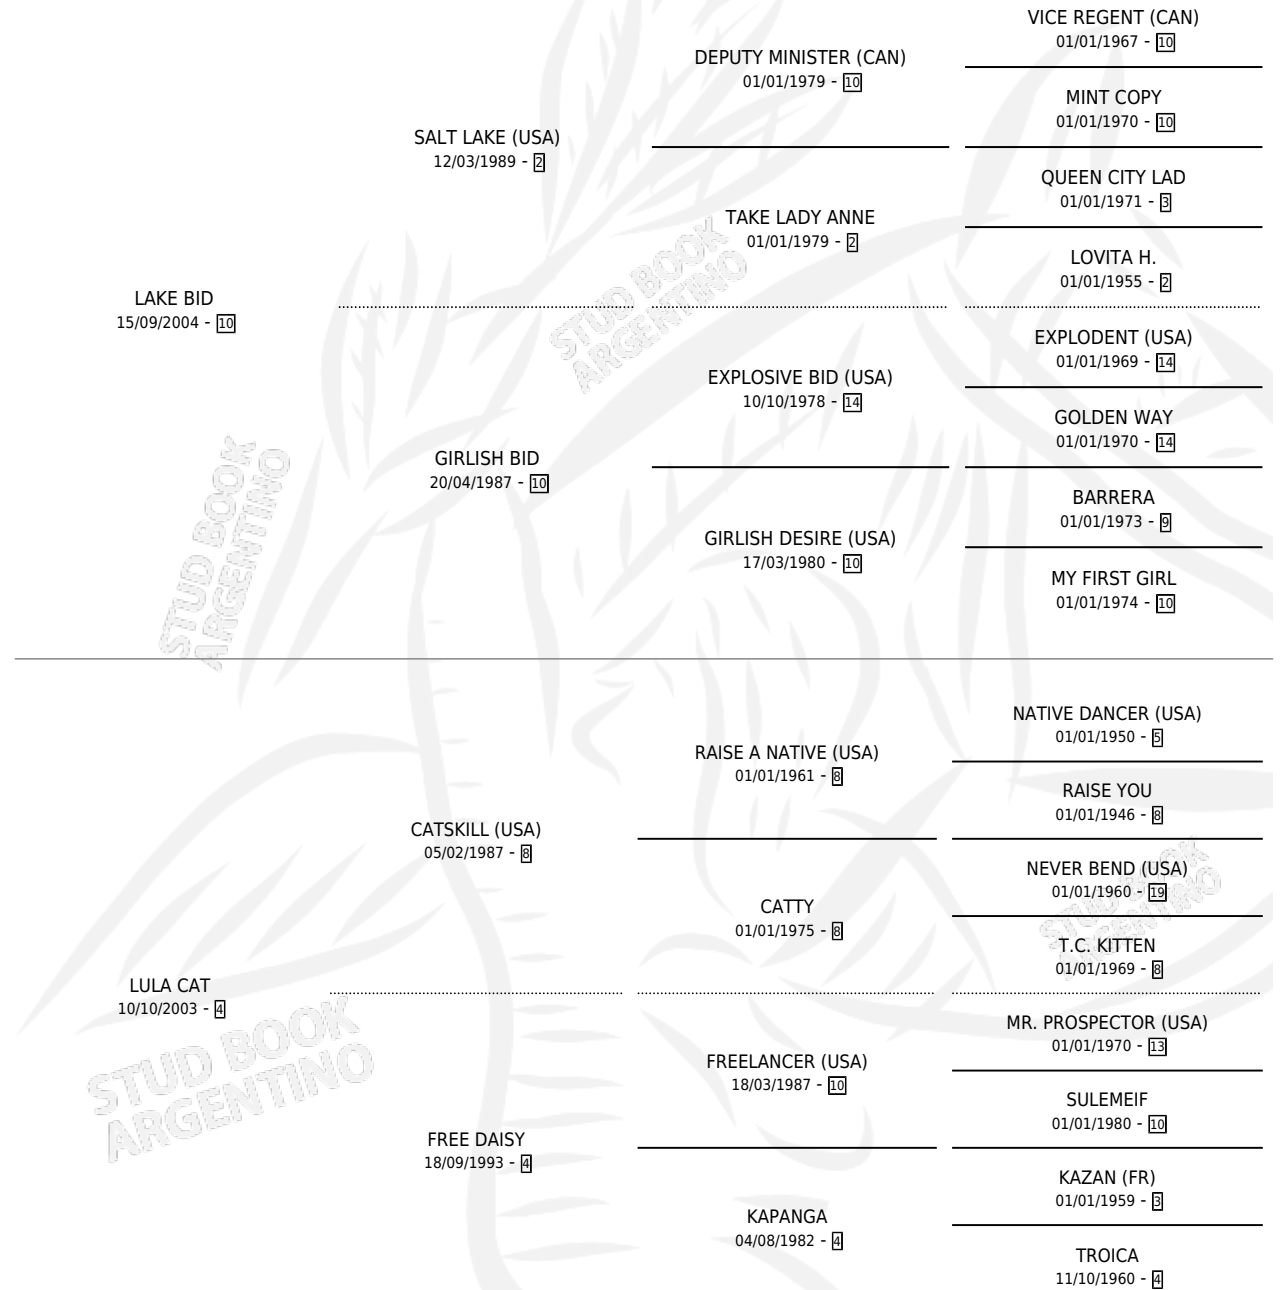 VICE REGENT (CAN)
01/01/1967 - 10
DEPUTY MINISTER (CAN)
01/01/1979 - 10
MINT COPY
01/01/1970 - 10
SALT LAKE (USA)
12/03/1989 - 2
QUEEN CITY LAD
01/01/1971 - 3
TAKE LADY ANNE
01/01/1979 - 2
LOVITA H.
01/01/1955 - 2
LAKE BID
15/09/2004 - 10
EXPLODENT (USA)
01/01/1969 - 14
EXPLOSIVE BID (USA)
10/10/1978 - 14
GOLDEN WAY
01/01/1970 - 14
GIRLISH BID
20/04/1987 - 10
BARRERA
01/01/1973 - 9
GIRLISH DESIRE (USA)
17/03/1980 - 10
MY FIRST GIRL
01/01/1974 - 10
NATIVE DANCER (USA)
01/01/1950 - 5
RAISE A NATIVE (USA)
01/01/1961 - 8
RAISE YOU
01/01/1946 - 8
CATSKILL (USA)
05/02/1987 - 8
NEVER BEND (USA)
01/01/1960 - 19
CATTY
01/01/1975 - 8
T.C. KITTEN
01/01/1969 - 8
LULA CAT
10/10/2003 - 4
MR. PROSPECTOR (USA)
01/01/1970 - 13
FREELANCER (USA)
18/03/1987 - 10
SULEMEIF
01/01/1980 - 10
FREE DAISY
18/09/1993 - 4
KAZAN (FR)
01/01/1959 - 3
KAPANGA
04/08/1982 - 4
TROICA
11/10/1960 - 4
STUD BOOK
ARGENTINO
STUD BOOK
ARGENTINO
STUD BOOK
ARGENTINO
STUD BOOK
ARGENTINO